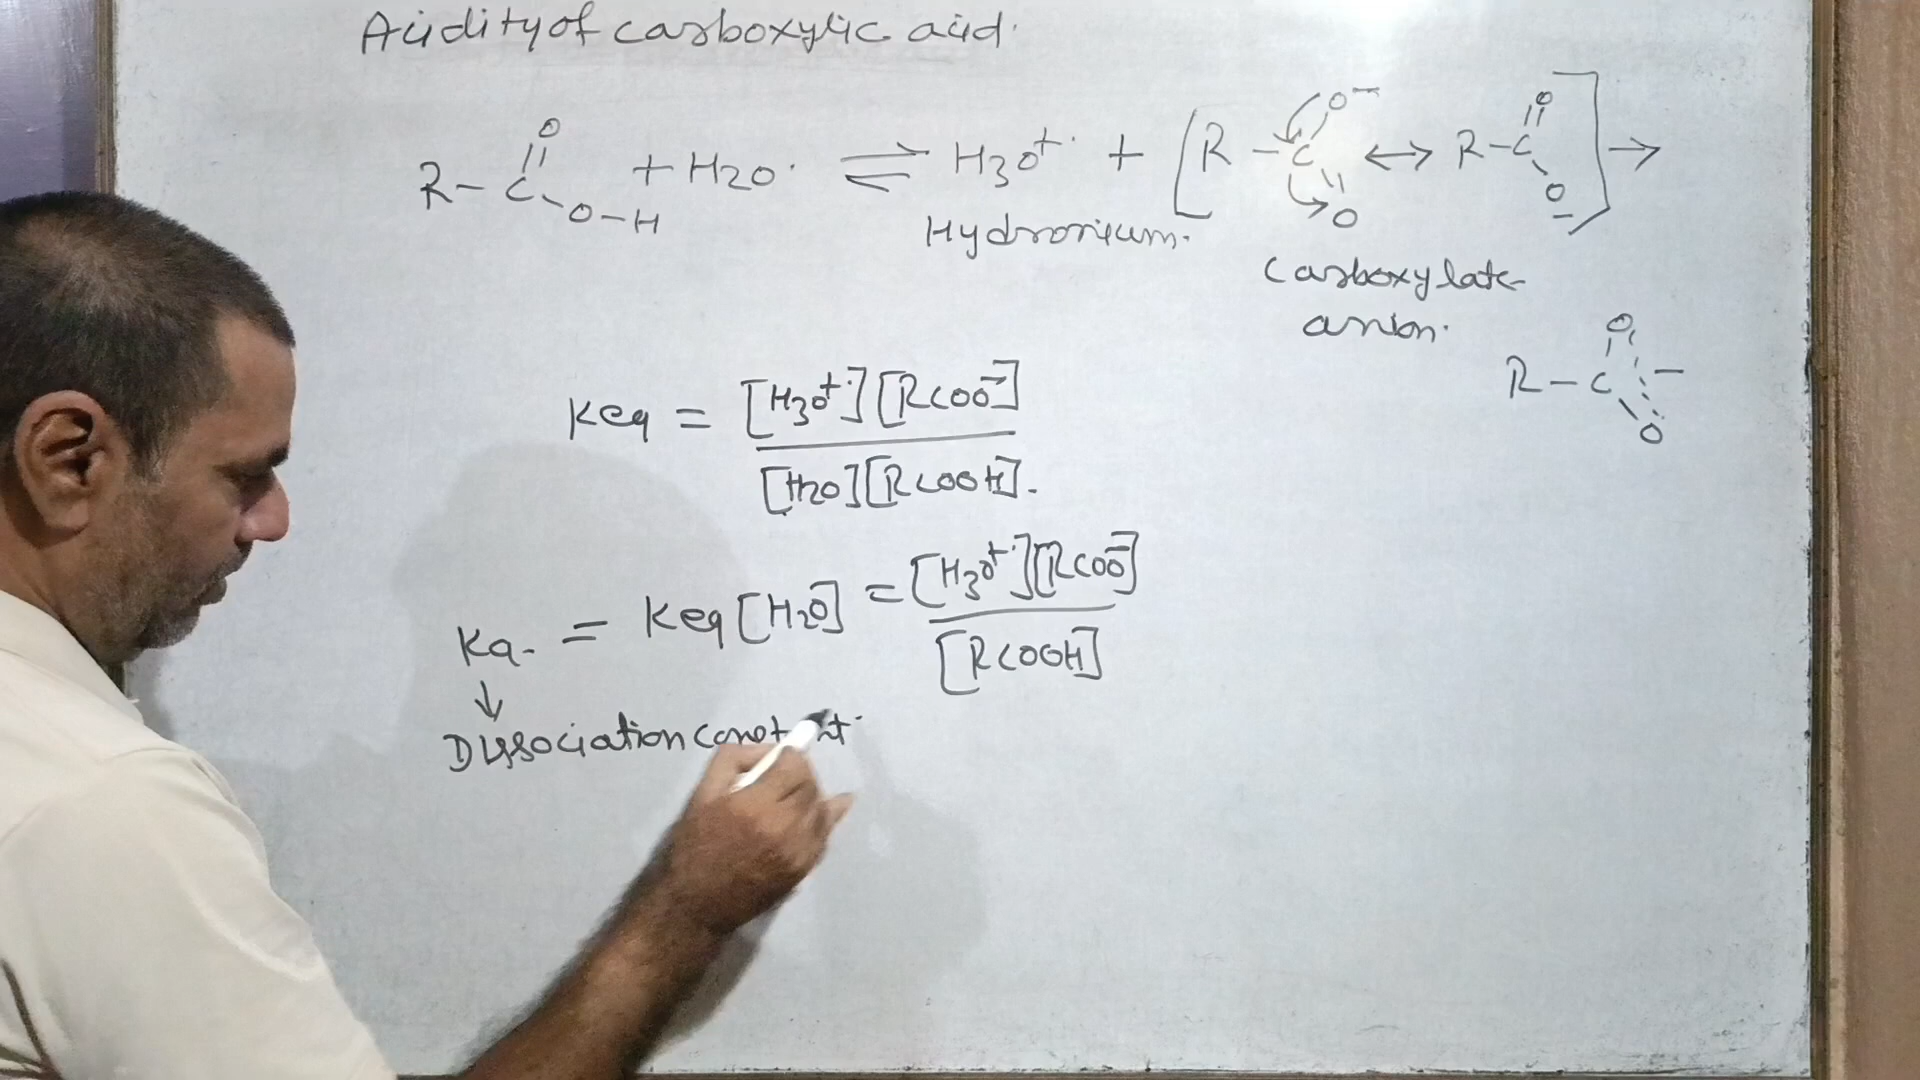 Acidity of carboxylic acid.
R-C(=O)-O-H + H2O. ⇌ H3O+. + [R-C(O-)=O ↔ R-C(=O)-O-] →
Hydronium.
Carboxylate
anion.
O
R-C -
O
Keq = [H3O+][RCOO-]
[H2O][RCOOH].
Ka. = Keq[H2O] = [H3O+][RCOO-]
[RCOOH]
↓
Dissociation